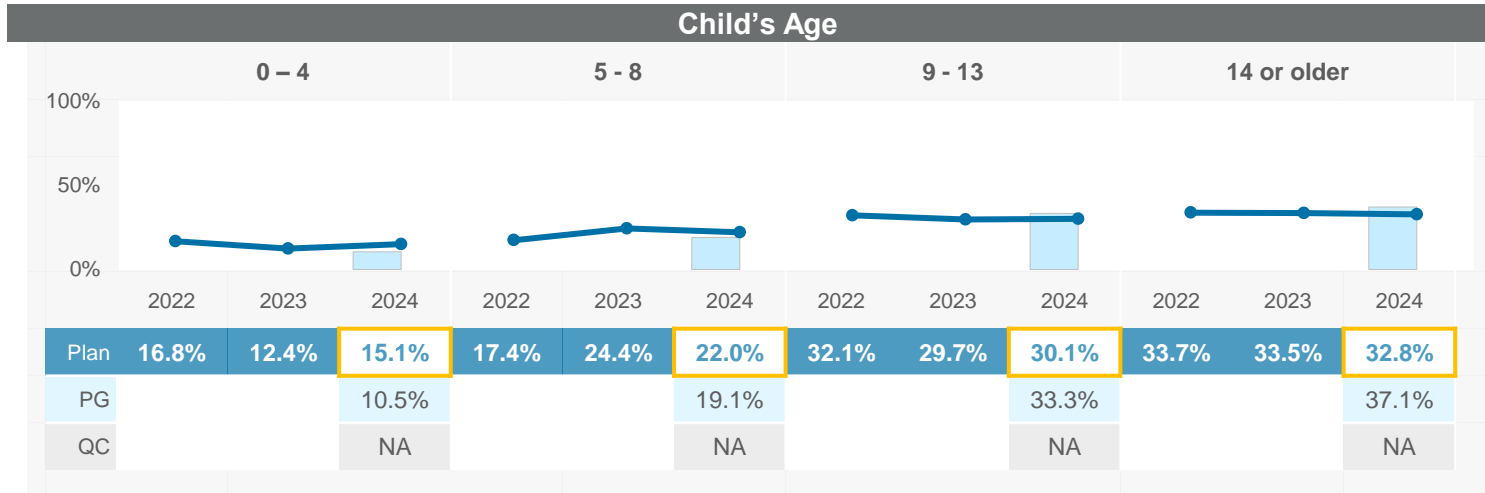 Child’s Age
0 – 4 5 - 8 9 - 13 14 or older
100%
50%
0%
2022 2023 2024 2022 2023 2024 2022 2023 2024 2022 2023 2024
Plan 16.8% 12.4% 15.1% 17.4% 24.4% 22.0% 32.1% 29.7% 30.1% 33.7% 33.5% 32.8%
PG 10.5% 19.1% 33.3% 37.1%
QC NA NA NA NA